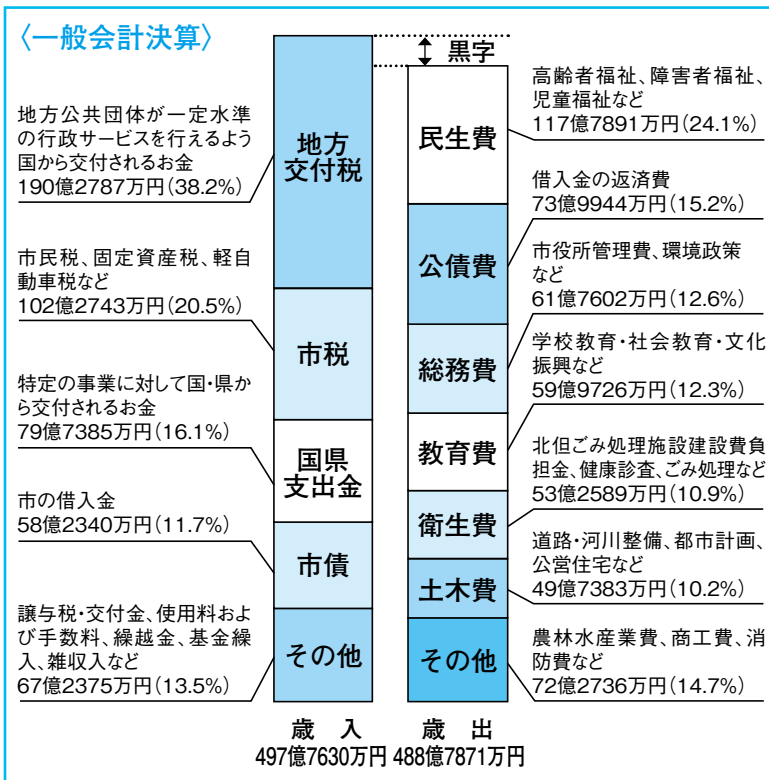 〈一般会計決算〉
黒字
地方公共団体が一定水準
の行政サービスを行えるよう
国から交付されるお金
190億2787万円(38.2%)
市民税、固定資産税、軽自
動車税など
102億2743万円(20.5%)
特定の事業に対して国・県か
ら交付されるお金
79億7385万円(16.1%)
市の借入金
58億2340万円(11.7%)
譲与税・交付金、使用料およ
び手数料、繰越金、基金繰
入、雑収入など
67億2375万円(13.5%)
地方
交付税
市税
国県
支出金
市債
その他
歳入
497億7630万円
民生費
公債費
総務費
教育費
衛生費
土木費
その他
歳出
488億7871万円
高齢者福祉、障害者福祉、
児童福祉など
117億7891万円(24.1%)
借入金の返済費
73億9944万円(15.2%)
市役所管理費、環境政策
など
61億7602万円(12.6%)
学校教育・社会教育・文化
振興など
59億9726万円(12.3%)
北但ごみ処理施設建設費負
担金、健康診査、ごみ処理など
53億2589万円(10.9%)
道路・河川整備、都市計画、
公営住宅など
49億7383万円(10.2%)
農林水産業費、商工費、消
防費など
72億2736万円(14.7%)